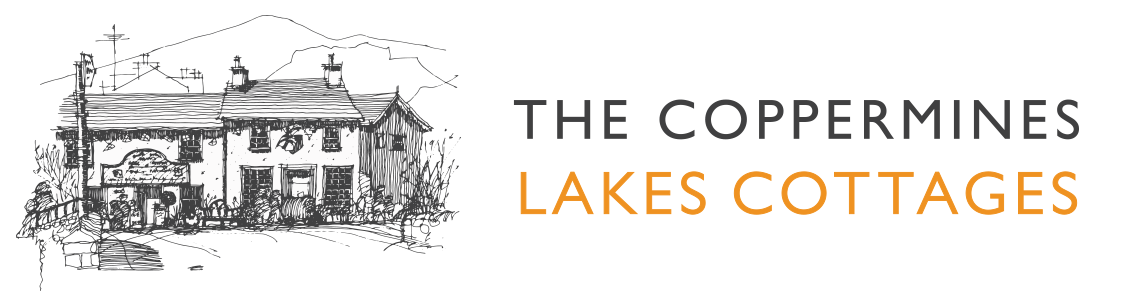 THE COPPERMINES
LAKES COTTAGES